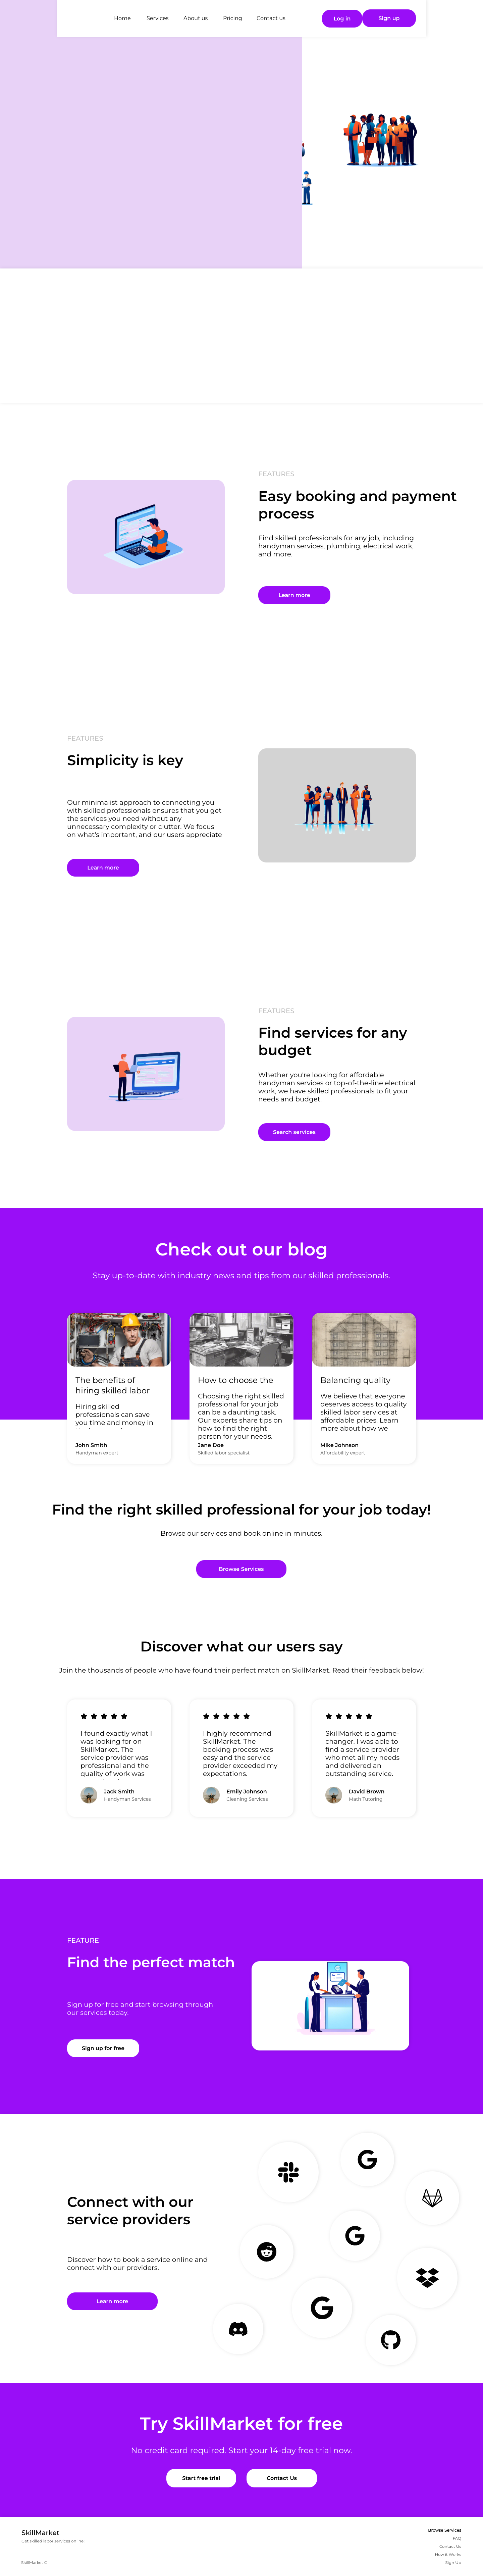 Home Services About us Pricing Contact us Log in Sign up
FEATURES
Easy booking and payment
process
Find skilled professionals for any job, including
handyman services, plumbing, electrical work,
and more.
Learn more
FEATURES
Simplicity is key
Our minimalist approach to connecting you
with skilled professionals ensures that you get
the services you need without any
unnecessary complexity or clutter. We focus
on what's important, and our users appreciate
Learn more
FEATURES
Find services for any
budget
Whether you're looking for affordable
handyman services or top-of-the-line electrical
work, we have skilled professionals to fit your
needs and budget.
Search services
Check out our blog
Stay up-to-date with industry news and tips from our skilled professionals.
The benefits of
hiring skilled labor
Hiring skilled
professionals can save
you time and money in
John Smith
Handyman expert
How to choose the
Choosing the right skilled
professional for your job
can be a daunting task.
Our experts share tips on
how to find the right
person for your needs.
Jane Doe
Skilled labor specialist
Balancing quality
We believe that everyone
deserves access to quality
skilled labor services at
affordable prices. Learn
more about how we
Mike Johnson
Affordability expert
Find the right skilled professional for your job today!
Browse our services and book online in minutes.
Browse Services
Discover what our users say
Join the thousands of people who have found their perfect match on SkillMarket. Read their feedback below!
I found exactly what I
was looking for on
SkillMarket. The
service provider was
professional and the
quality of work was
Jack Smith
Handyman Services
I highly recommend
SkillMarket. The
booking process was
easy and the service
provider exceeded my
expectations.
Emily Johnson
Cleaning Services
SkillMarket is a game-
changer. I was able to
find a service provider
who met all my needs
and delivered an
outstanding service.
David Brown
Math Tutoring
FEATURE
Find the perfect match
Sign up for free and start browsing through
our services today.
Sign up for free
Connect with our
service providers
Discover how to book a service online and
connect with our providers.
Learn more
Try SkillMarket for free
No credit card required. Start your 14-day free trial now.
Start free trial Contact Us
SkillMarket
Get skilled labor services online!
SkillMarket ©
Browse Services
FAQ
Contact Us
How it Works
Sign Up